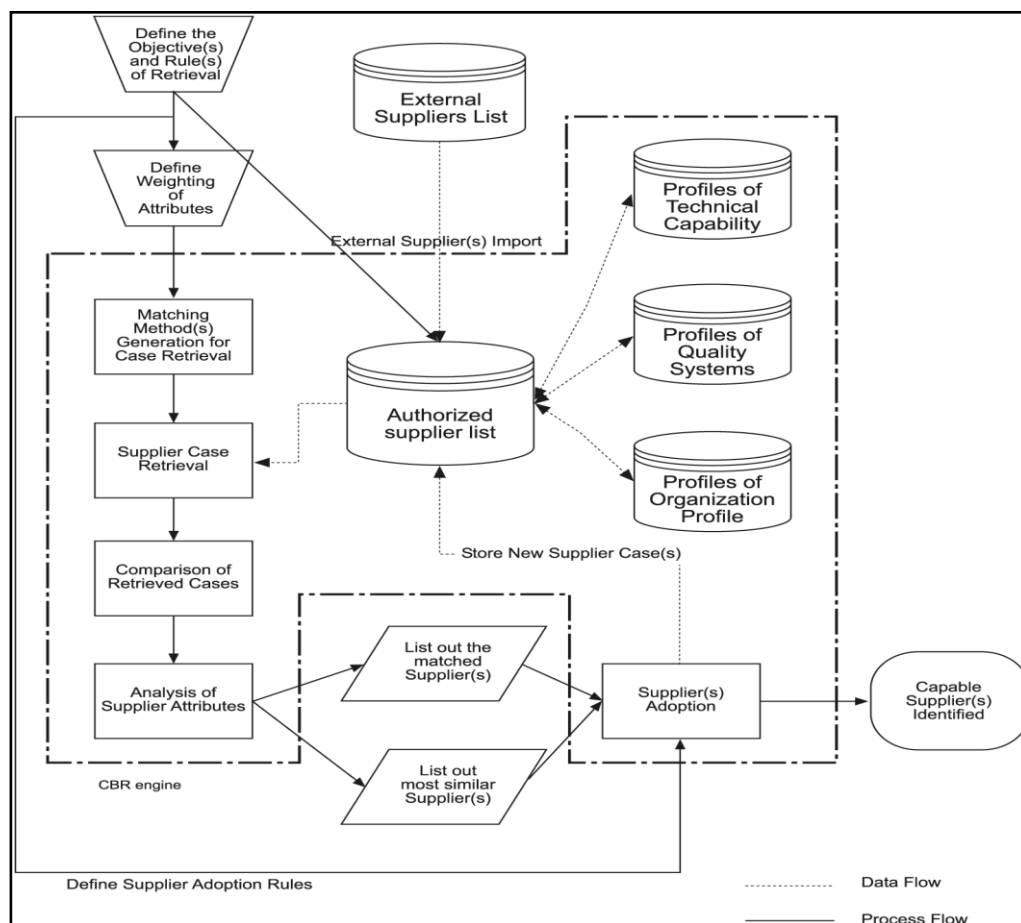 Define the
Objective(s)
and Rule(s)
of Retrieval
External
Suppliers List
Define
Weighting
of
Attributes
Profiles of
Technical
Capability
External Supplier(s) Import
Matching
Method(s)
Generation for
Case Retrieval
Profiles of
Quality
Systems
Authorized
supplier list
Supplier Case
Retrieval
Profiles of
Organization
Profile
Store New Supplier Case(s)
Comparison of
Retrieved Cases
List out the
matched
Supplier(s)
Analysis of
Supplier Attributes
Supplier(s)
Adoption
Capable
Supplier(s)
Identified
List out
most similar
Supplier(s)
CBR engine
Define Supplier Adoption Rules
Data Flow
Process Flow